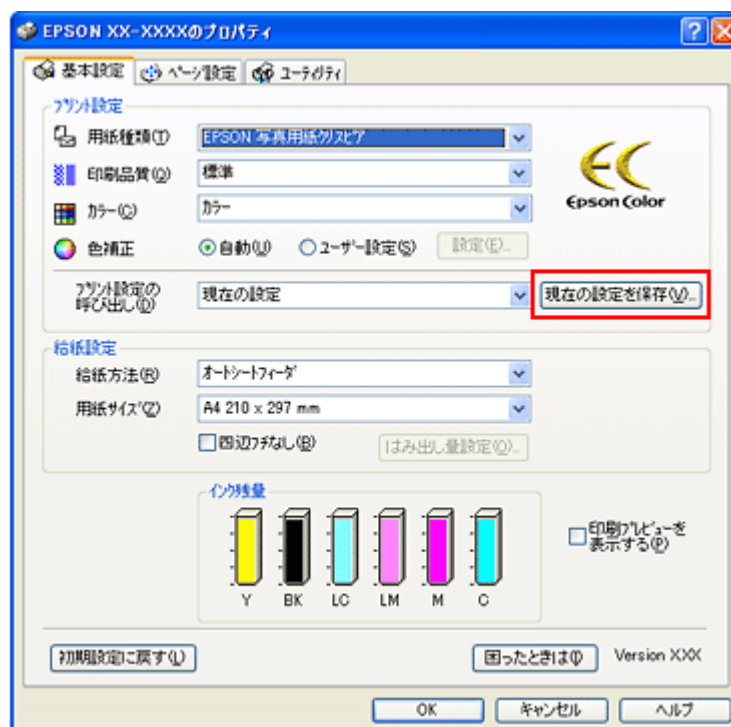 EPSON XX-XXXXのプロパティ
基本設定 ページ設定 ユーティリティ
プリント設定
用紙種類(T) EPSON 写真用紙クリスピア
印刷品質(Q) 標準
カラー(C) カラー
EC
Epson Color
色補正 自動(U) ユーザー設定(S) 設定(E)...
プリント設定の
呼び出し(D)
現在の設定 現在の設定を保存(V)...
給紙設定
給紙方法(R) オートシートフィーダ
用紙サイズ(Z) A4 210 x 297 mm
四辺フチなし(B) はみ出し量設定(O)...
インク残量
Y BK LC LM M C
印刷プレビューを
表示する(P)
初期設定に戻す(L) 困ったときは(I) Version X.XX
OK キャンセル ヘルプ